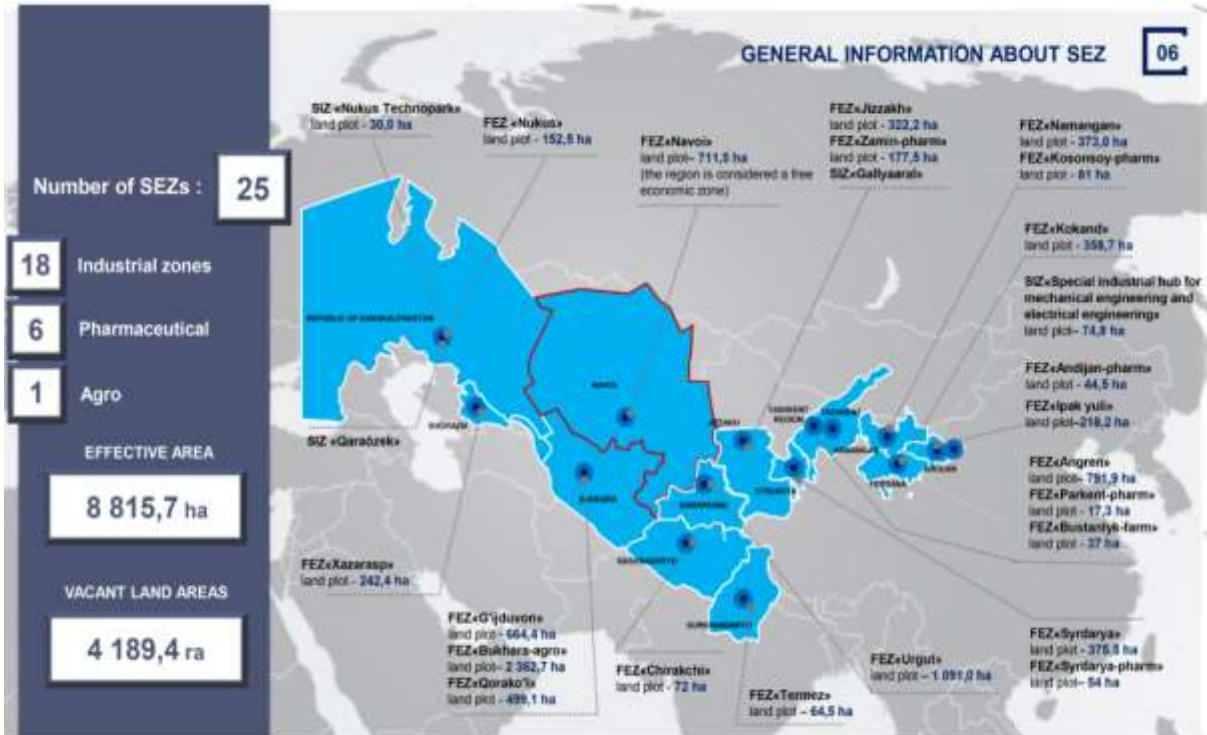 GENERAL INFORMATION ABOUT SEZ
06
Number of SEZs :
25
18
Industrial zones
6
Pharmaceutical
1
Agro
EFFECTIVE AREA
8 815,7 ha
VACANT LAND AREAS
4 189,4 га
SIZ «Nukus Technopark»
land plot - 30,0 ha
FEZ «Nukus»
land plot - 152,5 ha
FEZ«Navoi»
land plot– 711,5 ha
(the region is considered a free
economic zone)
FEZ«Jizzakh»
land plot - 322,2 ha
FEZ«Zamin-pharm»
land plot - 177,5 ha
SIZ«Gallyaaral»
FEZ«Namangan»
land plot - 373,0 ha
FEZ«Kosonsoy-pharm»
land plot - 81 ha
FEZ«Kokand»
land plot - 358,7 ha
SIZ«Special industrial hub for
mechanical engineering and
electrical engineering»
land plot– 74,8 ha
FEZ«Andijan-pharm»
land plot - 44,5 ha
FEZ«Ipak yuli»
land plot–218,2 ha
FEZ«Angren»
land plot– 791,9 ha
FEZ«Parkent-pharm»
land plot - 17,3 ha
FEZ«Bustanlyk-farm»
land plot - 37 ha
FEZ«Syrdarya»
land plot - 375,5 ha
FEZ«Syrdarya-pharm»
land plot– 54 ha
REPUBLIC OF KARAKALPAKSTAN
NAVOI
KHOREZM
BUKHARA
SAMARKAND
JIZZAKH
TASHKENT
REGION
NAMANGAN
FERGANA
SIZ «Qaraózek»
FEZ«Xazarasp»
land plot - 242,4 ha
FEZ«G'ijduvon»
land plot - 664,4 ha
FEZ«Bukhara-agro»
land plot– 2 362,7 ha
FEZ«Qorako'l»
land plot - 499,1 ha
FEZ«Chirakchi»
land plot - 72 ha
FEZ«Termez»
land plot – 64,5 ha
FEZ«Urgut»
land plot – 1 091,0 ha